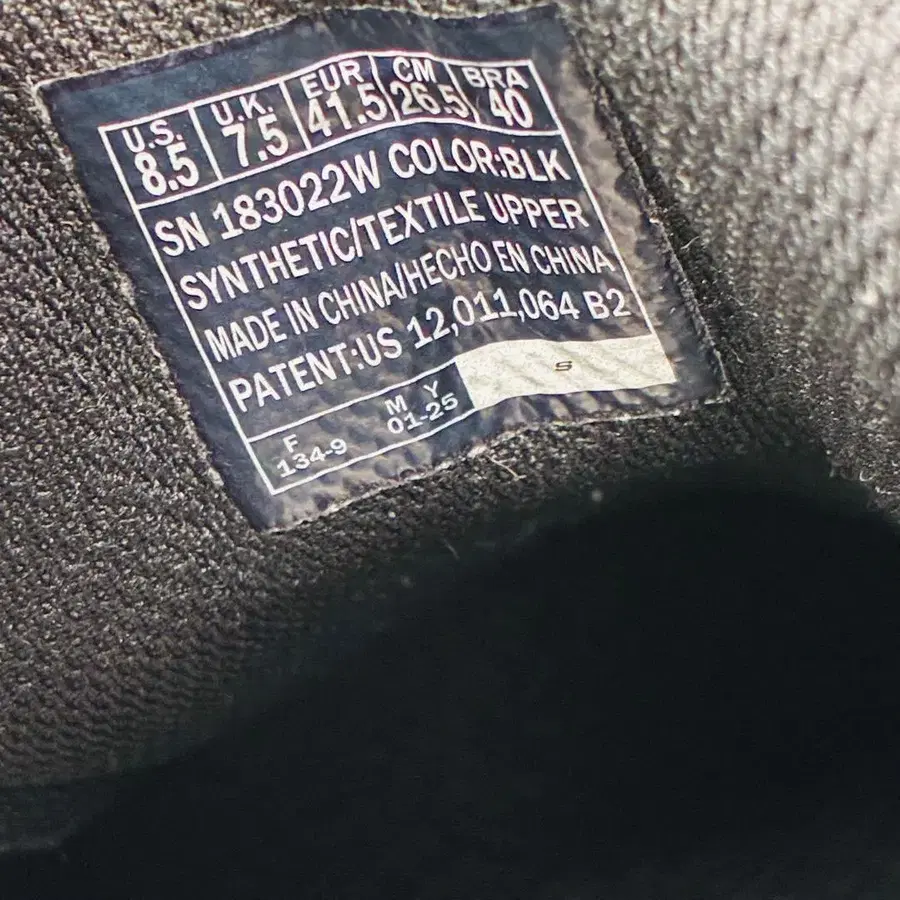 U.S. U.K. EUR CM BRA
8.5 7.5 41.5 26.5 40
SN 183022W COLOR:BLK
SYNTHETIC/TEXTILE UPPER
MADE IN CHINA/HECHO EN CHINA
PATENT:US 12,011,064 B2
F M Y S
134-9 01-25